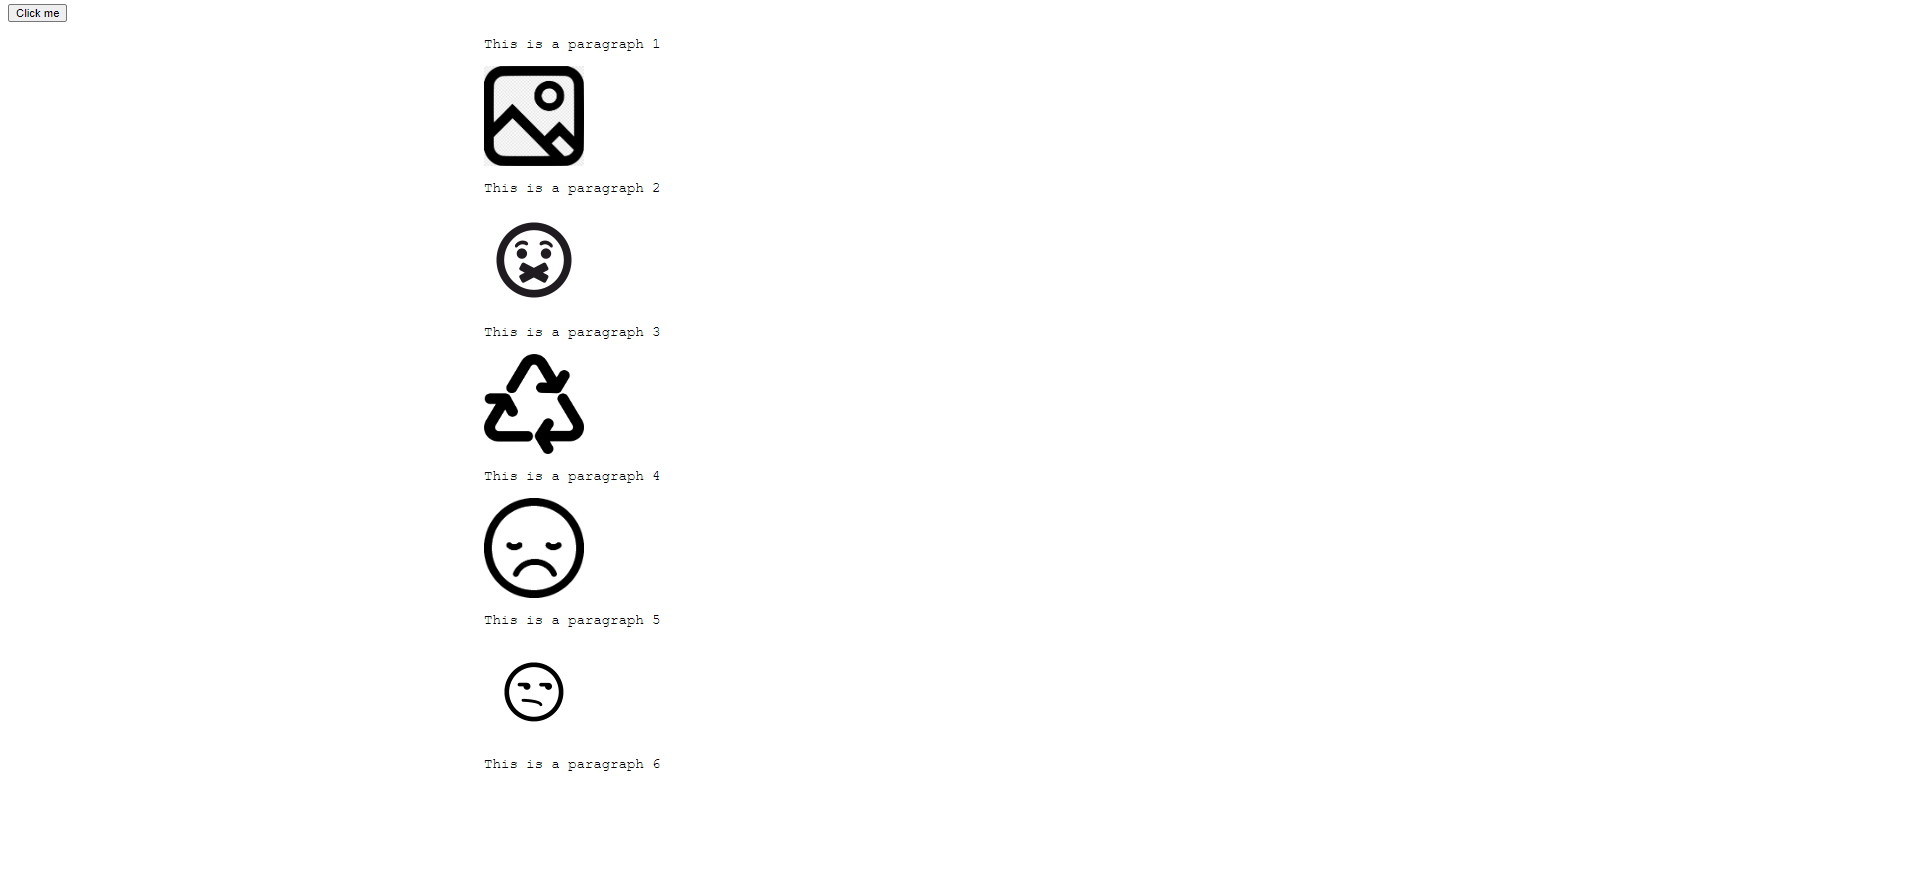 Click me
This is a paragraph 1
This is a paragraph 2
This is a paragraph 3
This is a paragraph 4
This is a paragraph 5
This is a paragraph 6